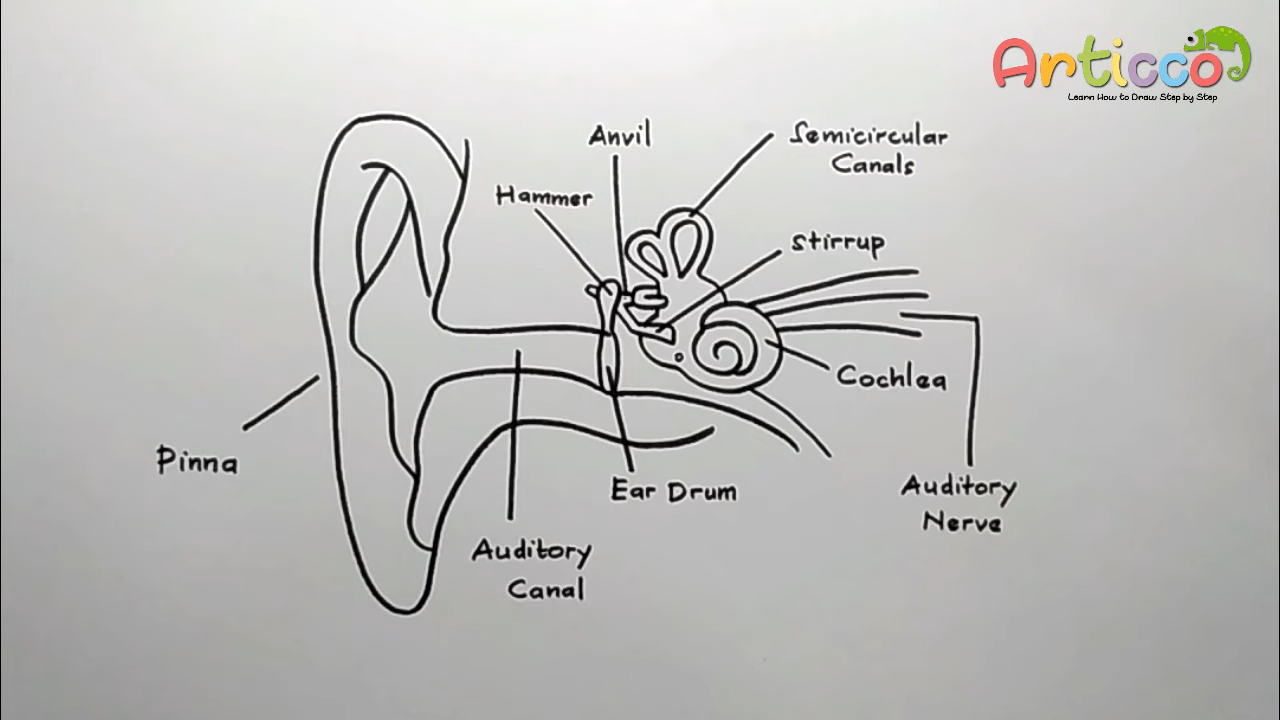 Articco
Learn How to Draw Step by Step
Anvil
Semicircular
Canals
Hammer
Stirrup
Cochlea
Pinna
Ear Drum
Auditory
Nerve
Auditory
Canal